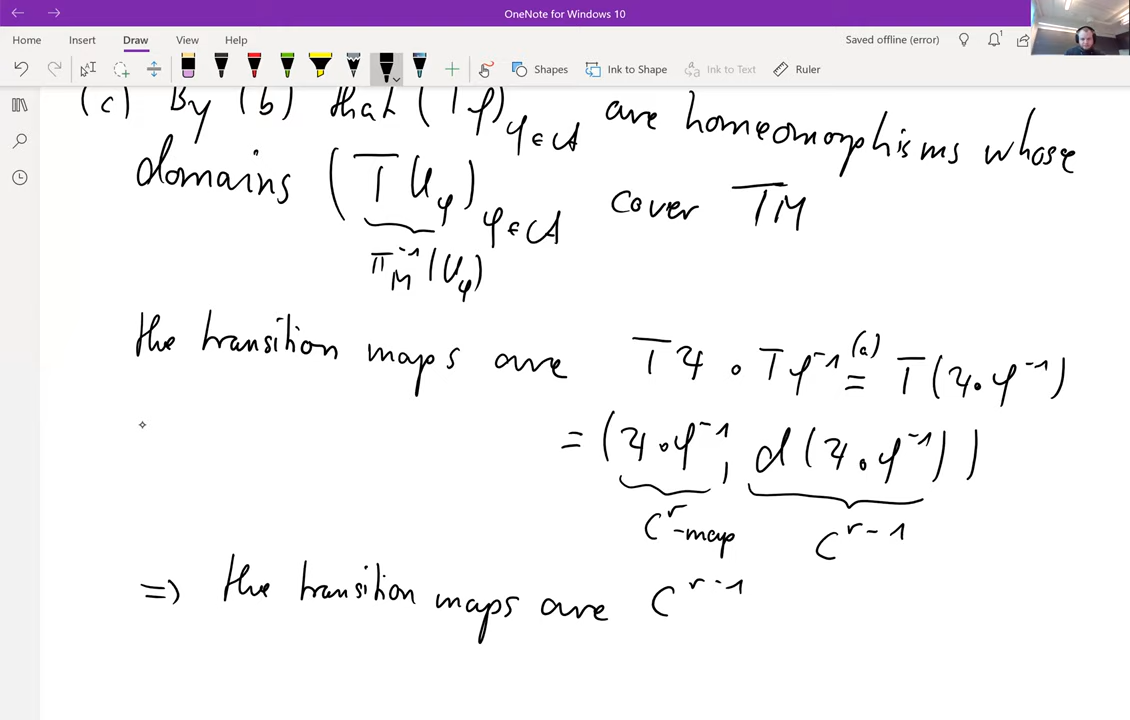 OneNote for Windows 10
Home Insert Draw View Help Saved offline (error)
Shapes Ink to Shape Ink to Text Ruler
(c) By (b) that (Tφ)_{φ∈A} are homeomorphisms whose
domains (TU_φ)_{φ∈A} cover TM
π_M^{-1}(U_φ)
the transition maps are Tψ∘Tφ^{-1} (a)= T(ψ∘φ^{-1})
= (ψ∘φ^{-1}, d(ψ∘φ^{-1}))
C^r-map C^{r-1}
=> the transition maps are C^{r-1}